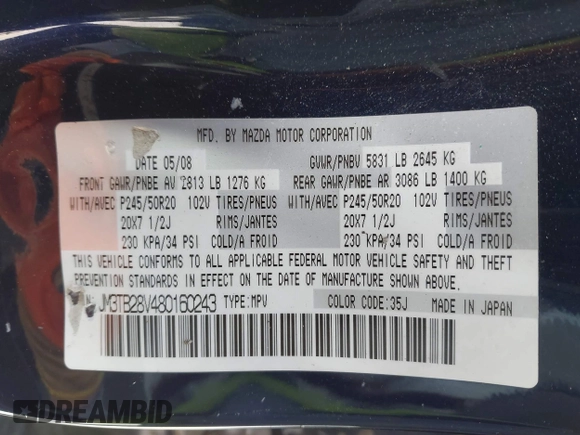 MFD. BY MAZDA MOTOR CORPORATION
DATE 05/08 GVWR/PNBV 5831 LB 2645 KG
FRONT GAWR/PNBE AV 2813 LB 1276 KG REAR GAWR/PNBE AR 3086 LB 1400 KG
WITH/AVEC P245/50R20 102V TIRES/PNEUS WITH/AVEC P245/50R20 102V TIRES/PNEUS
20X7 1/2J RIMS/JANTES 20X7 1/2J RIMS/JANTES
230 KPA/34 PSI COLD/A FROID 230 KPA/34 PSI COLD/A FROID
THIS VEHICLE CONFORMS TO ALL APPLICABLE FEDERAL MOTOR VEHICLE SAFETY AND THEFT
PREVENTION STANDARDS IN EFFECT ON THE DATE OF MANUFACTURE SHOWN ABOVE.
JM3TB28V480160243 TYPE:MPV COLOR CODE:35J MADE IN JAPAN
DREAMBID